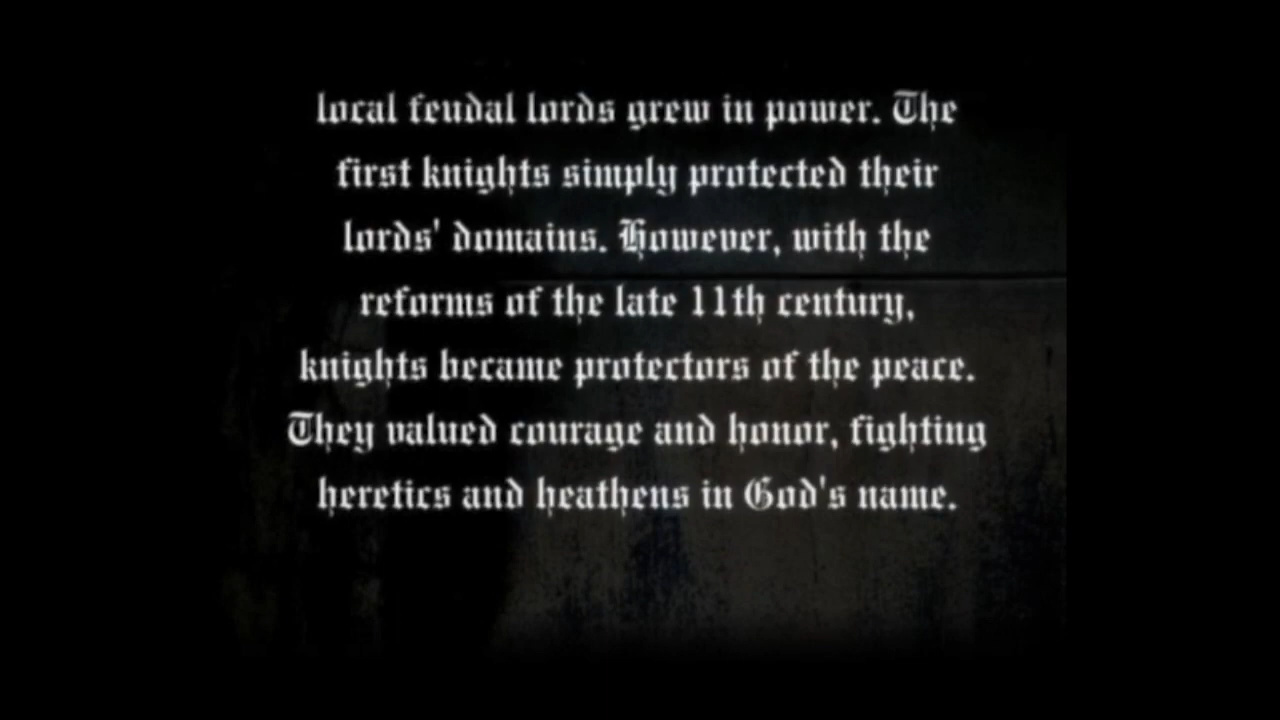 local feudal lords grew in power. The
first knights simply protected their
lords' domains. However, with the
reforms of the late 11th century,
knights became protectors of the peace.
They valued courage and honor, fighting
heretics and heathens in God's name.